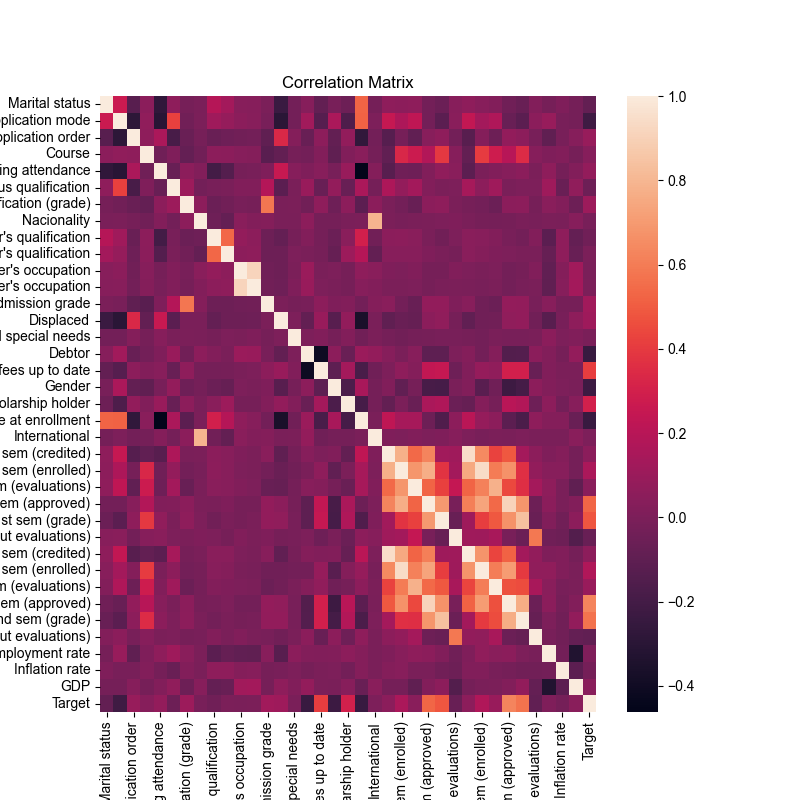 Correlation Matrix
Marital status
plication mode
plication order
Course
ing attendance
us qualification
fication (grade)
Nacionality
r's qualification
r's qualification
er's occupation
er's occupation
dmission grade
Displaced
l special needs
Debtor
fees up to date
Gender
olarship holder
e at enrollment
International
sem (credited)
sem (enrolled)
m (evaluations)
em (approved)
st sem (grade)
ut evaluations)
sem (credited)
sem (enrolled)
m (evaluations)
em (approved)
nd sem (grade)
ut evaluations)
mployment rate
Inflation rate
GDP
Target
Marital status
ication order
g attendance
ation (grade)
qualification
s occupation
ission grade
pecial needs
es up to date
arship holder
International
em (enrolled)
m (approved)
evaluations)
em (enrolled)
m (approved)
evaluations)
Inflation rate
Target
1.0
0.8
0.6
0.4
0.2
0.0
−0.2
−0.4